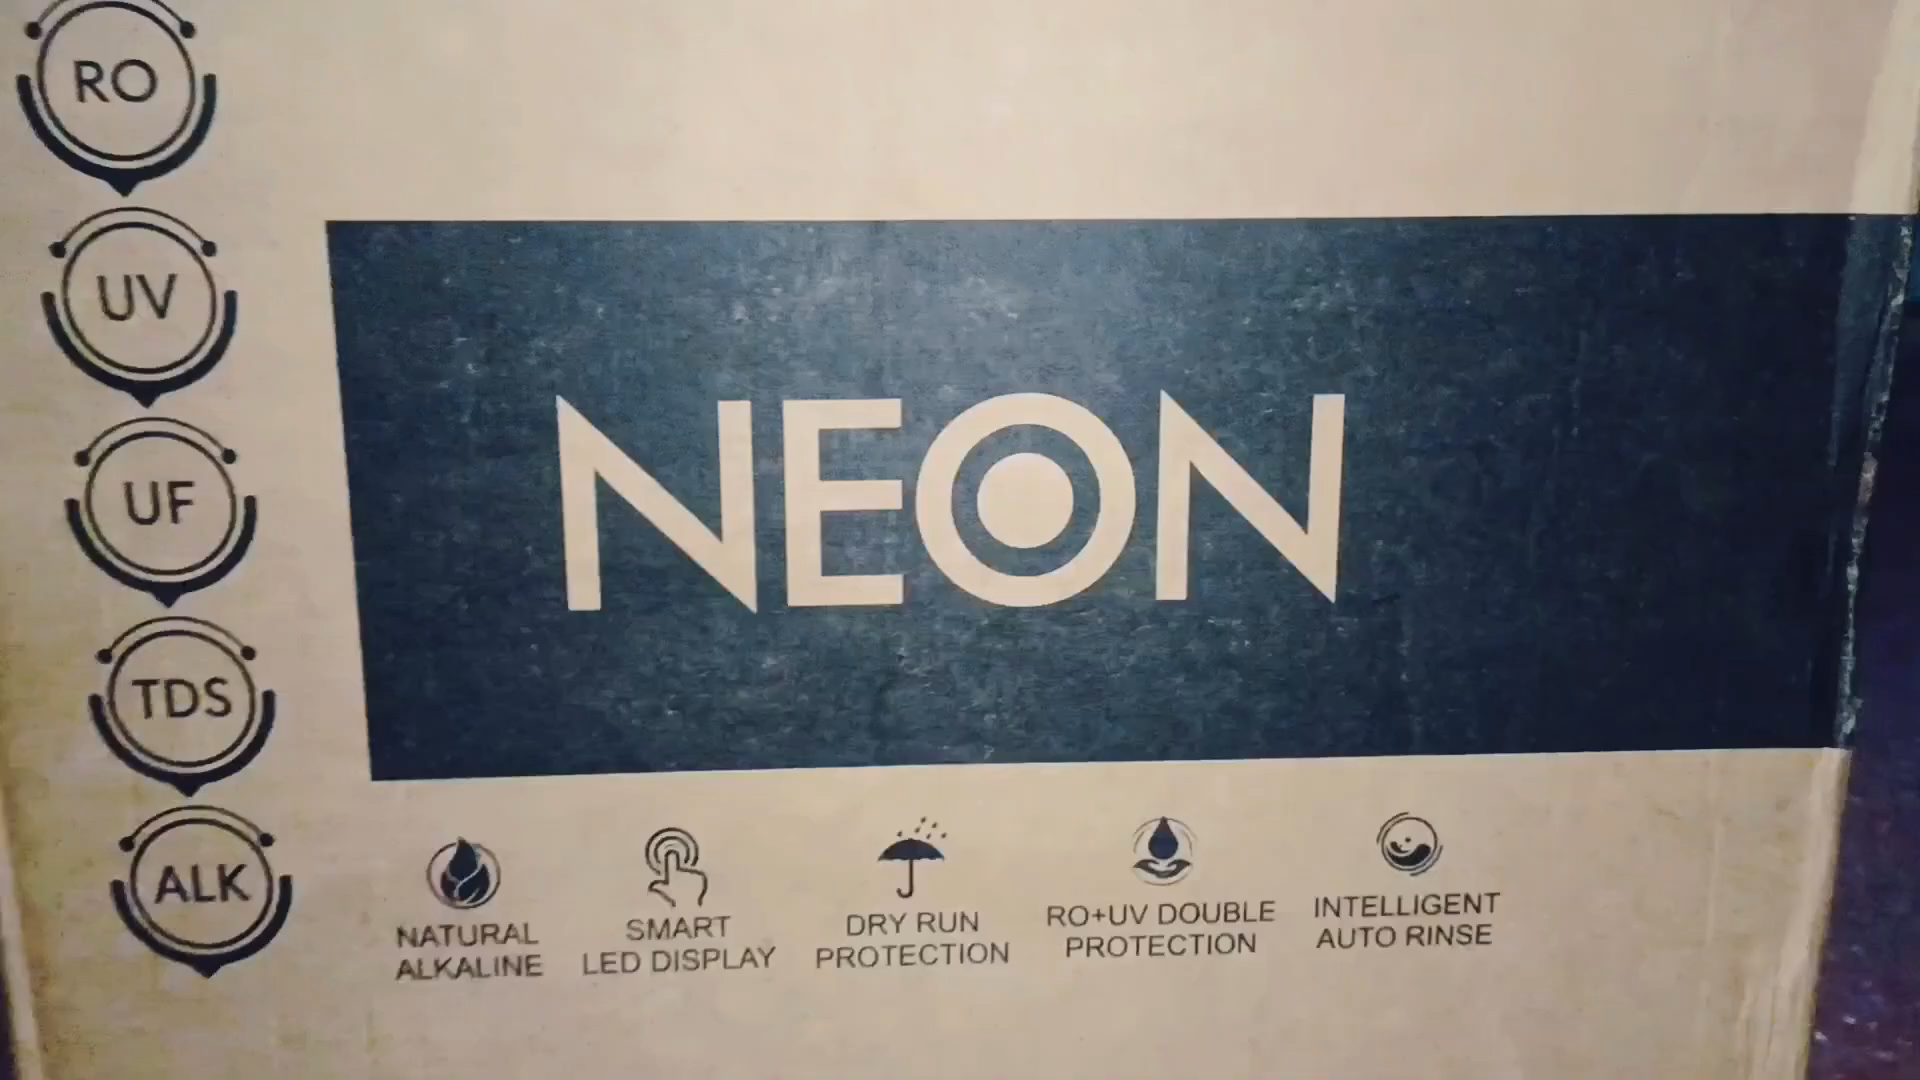 RO
UV
UF
TDS
ALK
NEON
NATURAL
ALKALINE
SMART
LED DISPLAY
DRY RUN
PROTECTION
RO+UV DOUBLE
PROTECTION
INTELLIGENT
AUTO RINSE